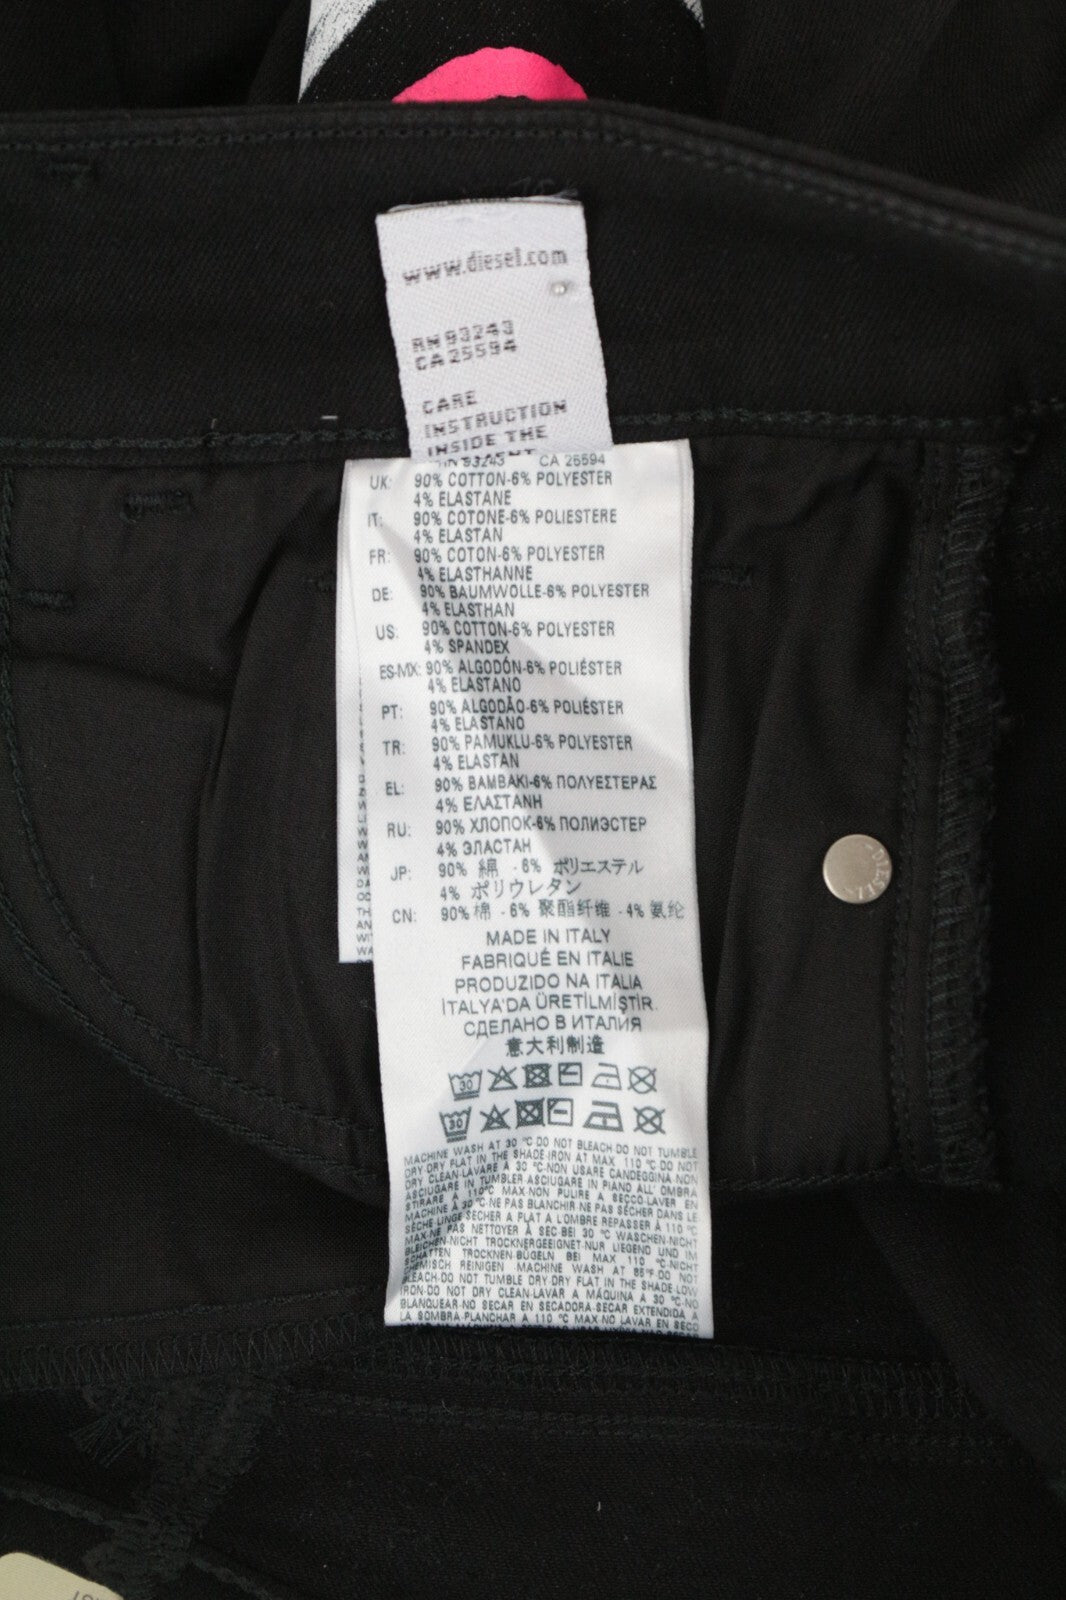 www.diesel.com
RN 93243
CA 25594
CARE
INSTRUCTION
INSIDE THE
93243 CA 25594
UK: 90% COTTON-6% POLYESTER
4% ELASTANE
IT: 90% COTONE-6% POLIESTERE
4% ELASTAN
FR: 90% COTON-6% POLYESTER
4% ELASTHANNE
DE: 90% BAUMWOLLE-6% POLYESTER
4% ELASTHAN
US: 90% COTTON-6% POLYESTER
4% SPANDEX
ES-MX: 90% ALGODÓN-6% POLIÉSTER
4% ELASTANO
PT: 90% ALGODÃO-6% POLIÉSTER
4% ELASTANO
TR: 90% PAMUKLU-6% POLYESTER
4% ELASTAN
EL: 90% ΒΑΜΒΑΚΙ-6% ΠΟΛΥΕΣΤΕΡΑΣ
4% ΕΛΑΣΤΑΝΗ
RU: 90% ХЛОПОК-6% ПОЛИЭСТЕР
4% ЭЛАСТАН
JP: 90% 綿 - 6% ポリエステル
4% ポリウレタン
CN: 90% 棉 - 6% 聚酯纤维 - 4% 氨纶
MADE IN ITALY
FABRIQUÉ EN ITALIE
PRODUZIDO NA ITALIA
İTALYA'DA ÜRETİLMİŞTİR.
СДЕЛАНО В ИТАЛИЯ
意大利制造
30
30
MACHINE WASH AT 30 °C DO NOT BLEACH-DO NOT TUMBLE
DRY DRY FLAT IN THE SHADE-IRON AT MAX 110 °C DO NOT
DRY CLEAN-LAVARE A 30 °C-NON USARE CANDEGGINA-NON
ASCIUGARE IN TUMBLER-ASCIUGARE IN PIANO ALL' OMBRA
STIRARE A 110°C MAX-NON PULIRE A SECCO-LAVER EN
MACHINE À 30 °C-NE PAS BLANCHIR-NE PAS SÉCHER DANS LE
SÈCHE LINGE SÉCHER A PLAT A L'OMBRE REPASSER À 110 °C
MAX-NE PAS NETTOYER À SEC BEI 30 °C WASCHEN-NICHT
BLEICHEN-NICHT TROCKNERGEEIGNET-NUR LIEGEND UND IM
SCHATTEN TROCKNEN-BÜGELN BEI MAX 110 °C-NICHT
CHEMISCH REINIGEN MACHINE WASH AT 85°F DO NOT
BLEACH-DO NOT TUMBLE DRY-DRY FLAT IN THE SHADE-LOW
IRON-DO NOT DRY CLEAN-LAVAR A MÁQUINA A 30 °C-NO
BLANQUEAR-NO SECAR EN SECADORA-SECAR EXTENDIDA A
LA SOMBRA-PLANCHAR A 110 °C MAX-NO LAVAR EN SECO
DIESEL